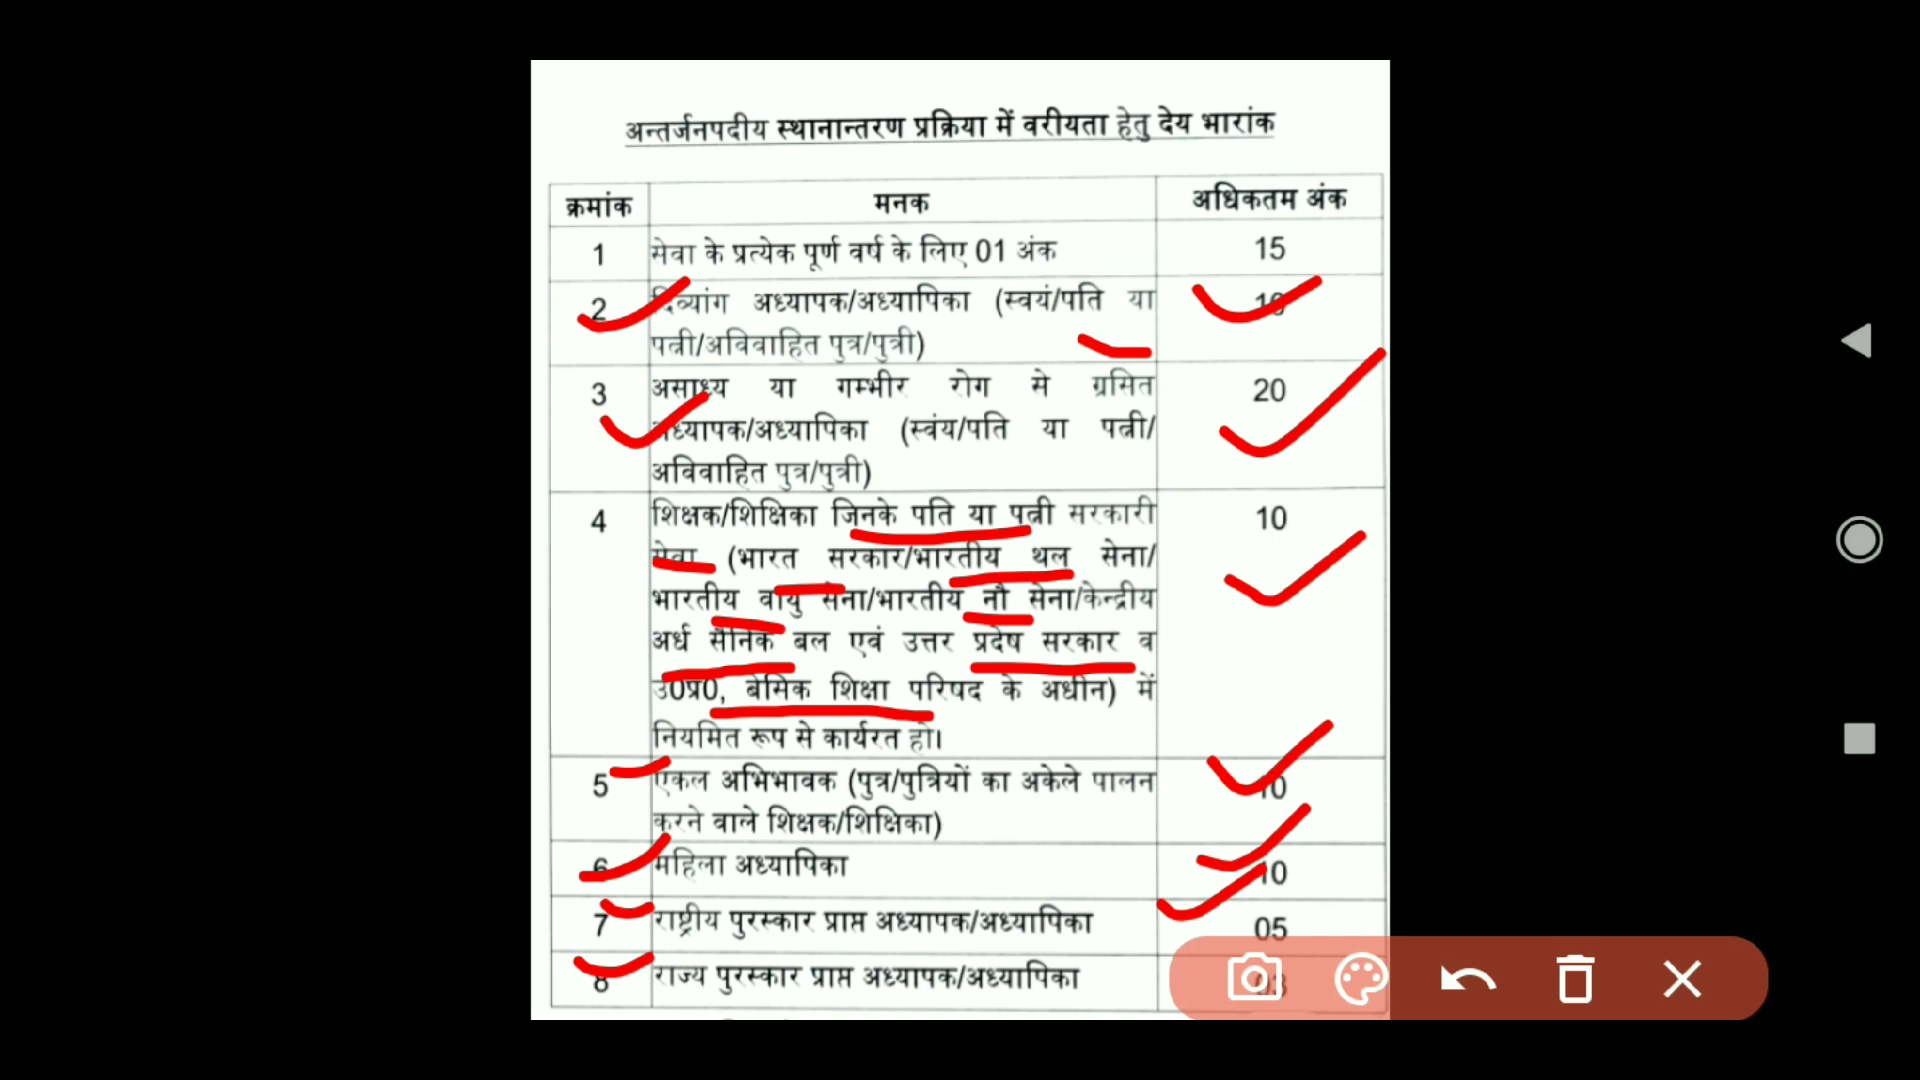 अन्तर्जनपदीय स्थानान्तरण प्रक्रिया में वरीयता हेतु देय भारांक
क्रमांक मनक अधिकतम अंक
1 सेवा के प्रत्येक पूर्ण वर्ष के लिए 01 अंक 15
2 दिव्यांग अध्यापक/अध्यापिका (स्वयं/पति या 10
पत्नी/अविवाहित पुत्र/पुत्री)
3 असाध्य या गम्भीर रोग से ग्रसित 20
अध्यापक/अध्यापिका (स्वंय/पति या पत्नी/
अविवाहित पुत्र/पुत्री)
4 शिक्षक/शिक्षिका जिनके पति या पत्नी सरकारी 10
सेवा (भारत सरकार/भारतीय थल सेना/
भारतीय वायु सेना/भारतीय नौ सेना/केन्द्रीय
अर्ध सैनिक बल एवं उत्तर प्रदेष सरकार व
उ0प्र0, बेसिक शिक्षा परिषद के अधीन) में
नियमित रूप से कार्यरत हो।
5 एकल अभिभावक (पुत्र/पुत्रियों का अकेले पालन 10
करने वाले शिक्षक/शिक्षिका)
6 महिला अध्यापिका 10
7 राष्ट्रीय पुरस्कार प्राप्त अध्यापक/अध्यापिका 05
8 राज्य पुरस्कार प्राप्त अध्यापक/अध्यापिका 03